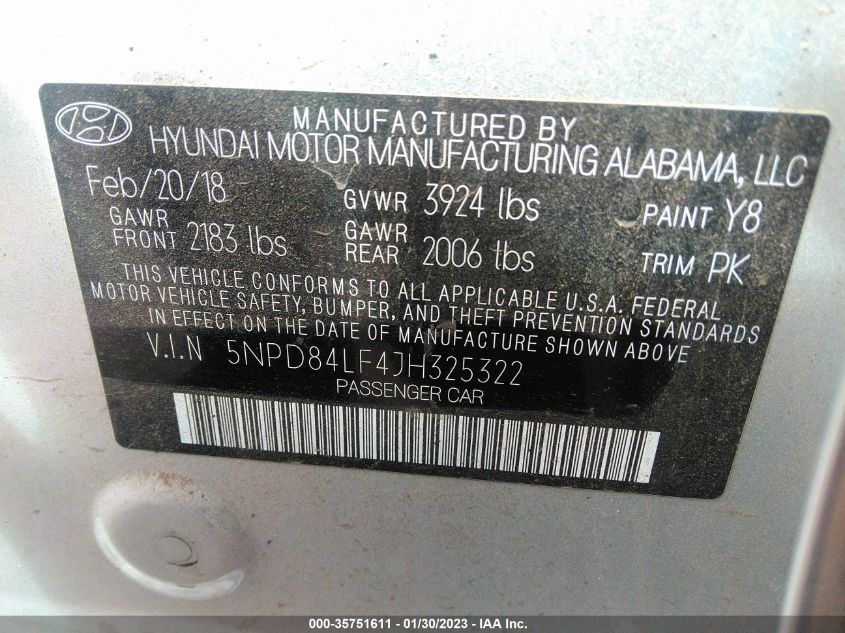 MANUFACTURED BY
HYUNDAI MOTOR MANUFACTURING ALABAMA, LLC
Feb/20/18 GVWR 3924 lbs PAINT Y8
GAWR FRONT 2183 lbs GAWR REAR 2006 lbs TRIM PK
THIS VEHICLE CONFORMS TO ALL APPLICABLE U.S.A. FEDERAL
MOTOR VEHICLE SAFETY, BUMPER, AND THEFT PREVENTION STANDARDS
IN EFFECT ON THE DATE OF MANUFACTURE SHOWN ABOVE
V.I.N 5NPD84LF4JH325322
PASSENGER CAR
000-35751611 - 01/30/2023 - IAA Inc.